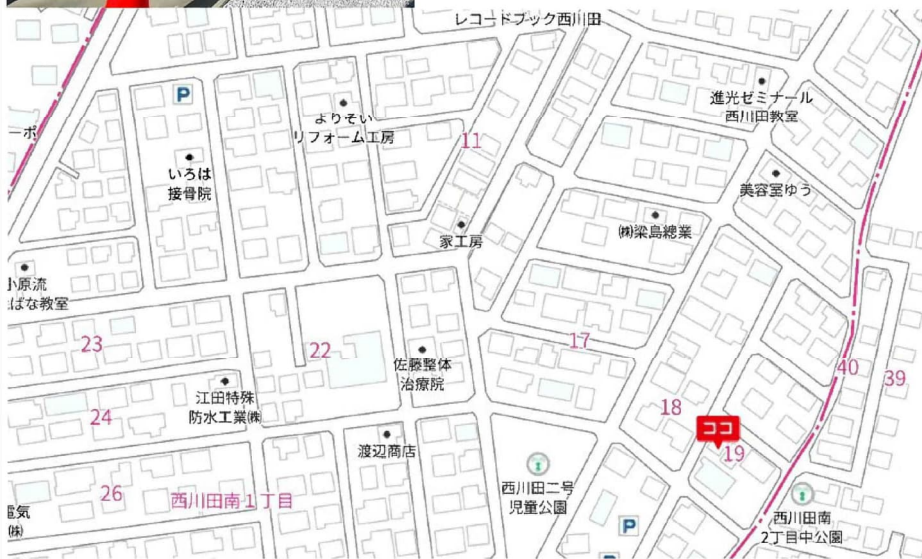 レコードブック西川田
P
進光ゼミナール
西川田教室
よりそい
リフォーム工房
11
ーポ
いろは
接骨院
美容室ゆう
㈱梁島總業
家工房
小原流
はな教室
23
22
17
佐藤整体
治療院
40
39
江田特殊
防水工業㈱
24
18
ココ
19
渡辺商店
26
西川田南1丁目
西川田二号
児童公園
電気
㈱
P
西川田南
2丁目中公園
P